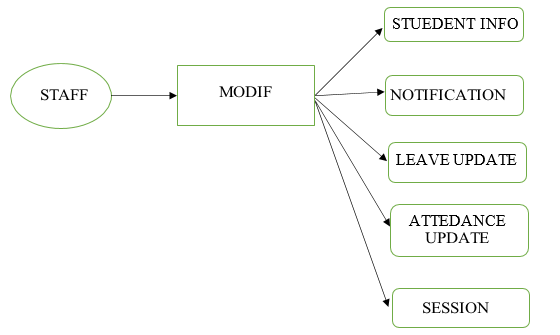 STAFF
MODIF
STUEDENT INFO
NOTIFICATION
LEAVE UPDATE
ATTEDANCE
UPDATE
SESSION